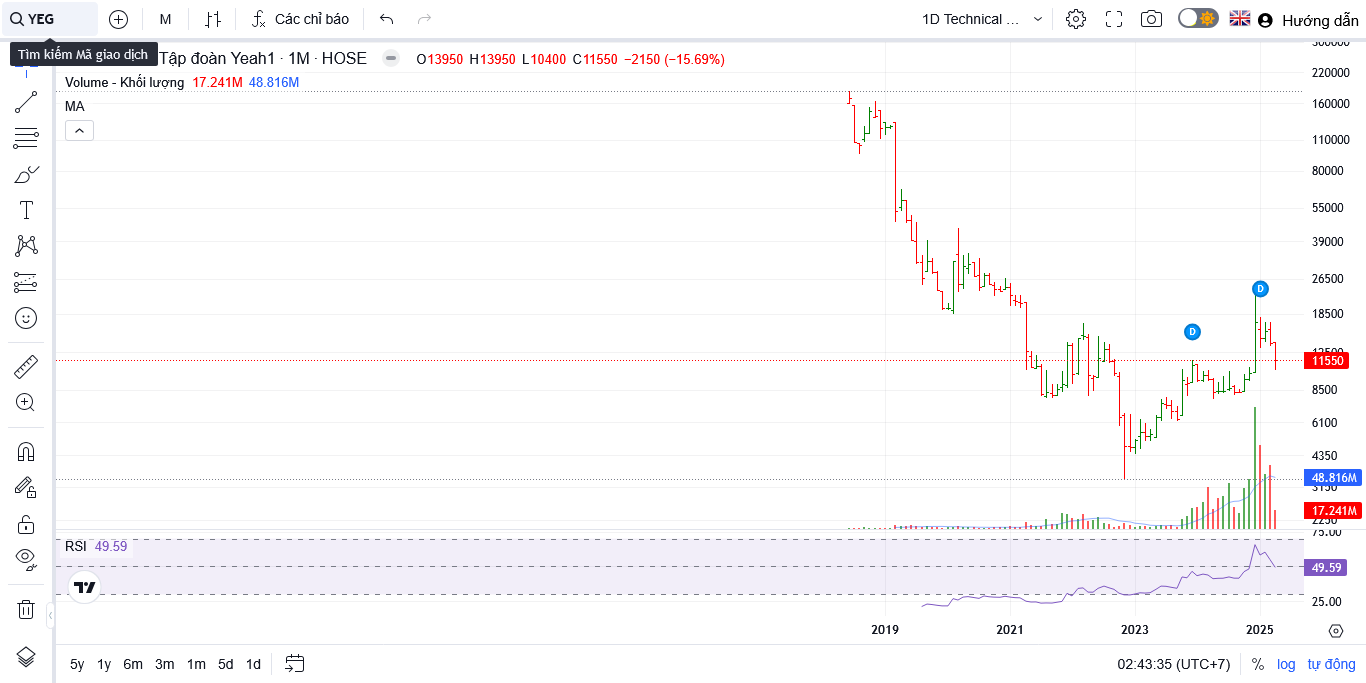 YEG
M
Các chỉ báo
1D Technical ...
Hướng dẫn
Tìm kiếm Mã giao dịch
Tập đoàn Yeah1 · 1M · HOSE
O13950 H13950 L10400 C11550 −2150 (−15.69%)
Volume - Khối lượng 17.241M 48.816M
MA
220000
160000
110000
80000
55000
39000
26500
D
18500
D
12500
11550
8500
6100
4350
48.816M
3150
17.241M
2250
75.00
RSI 49.59
49.59
25.00
2019 2021 2023 2025
5y 1y 6m 3m 1m 5d 1d
02:43:35 (UTC+7) % log tự động